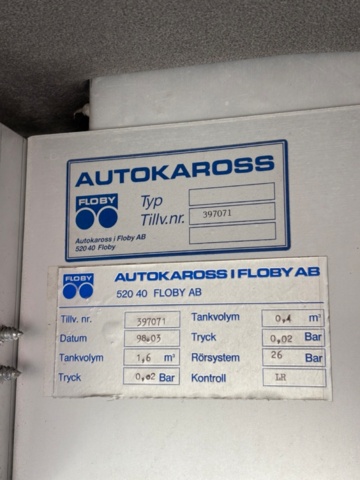 AUTOKAROSS
FLOBY
Typ
Tillv.nr. 397071
Autokaross i Floby AB
520 40 Floby
FLOBY
AUTOKAROSS I FLOBY AB
520 40 FLOBY AB
Tillv. nr. 397071 Tankvolym 0,4 m³
Datum 98.03 Tryck 0,02 Bar
Tankvolym 1,6 m³ Rörsystem 26 Bar
Tryck 0,02 Bar Kontroll LH